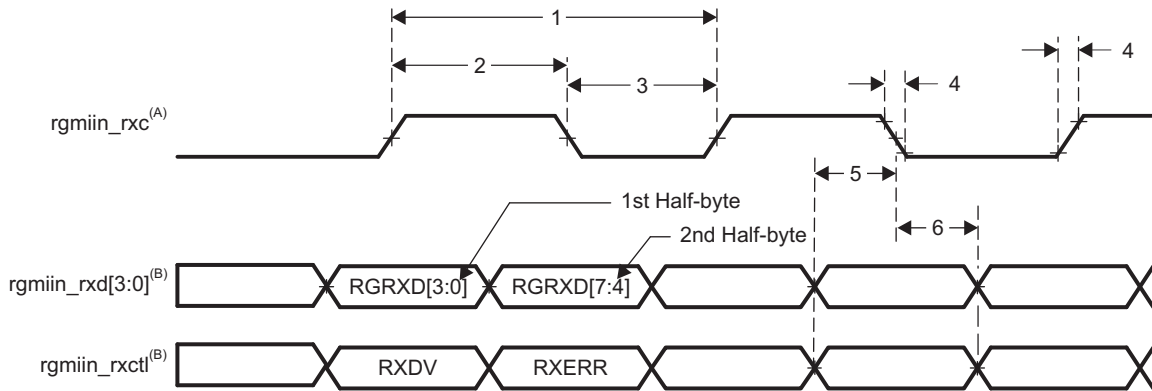 1
2
3
4
4
rgmiin_rxc(A)
5
1st Half-byte
6
2nd Half-byte
rgmiin_rxd[3:0](B)
RGRXD[3:0]
RGRXD[7:4]
rgmiin_rxctl(B)
RXDV
RXERR